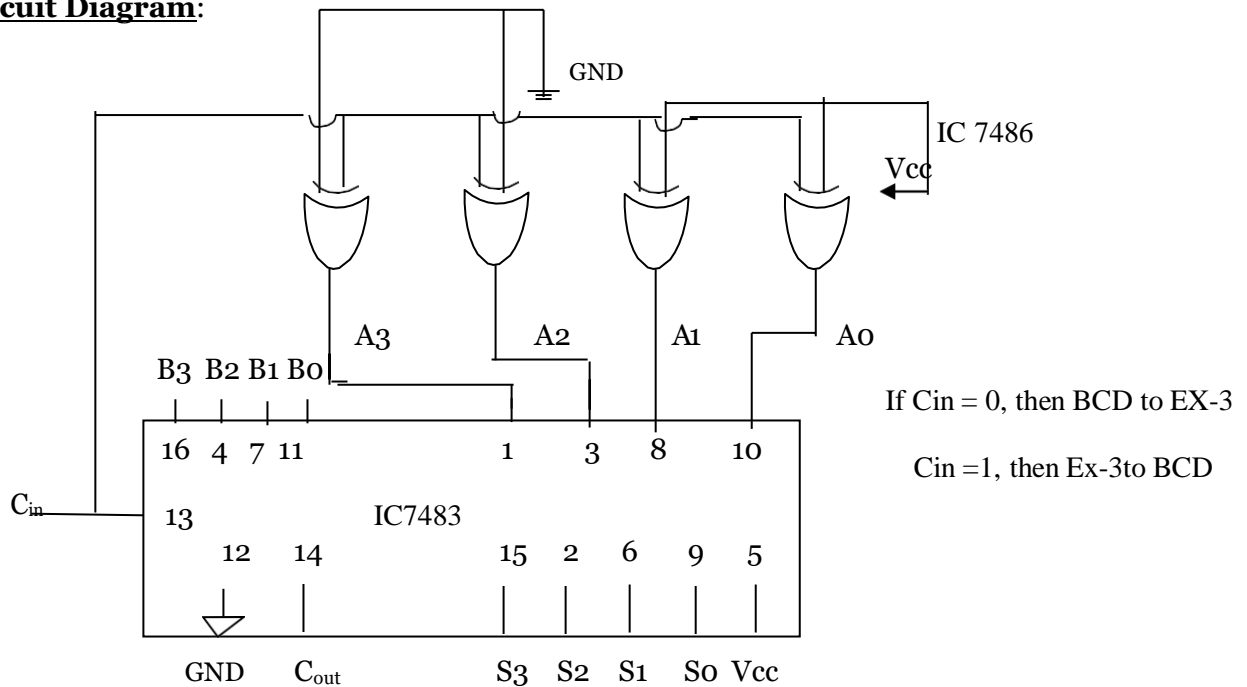 cuit Diagram:
GND
IC 7486
Vcc
A3 A2 A1 A0
B3 B2 B1 B0
If Cin = 0, then BCD to EX-3
16 4 7 11 1 3 8 10
Cin =1, then Ex-3to BCD
Cin
13 IC7483
12 14 15 2 6 9 5
GND Cout S3 S2 S1 S0 Vcc